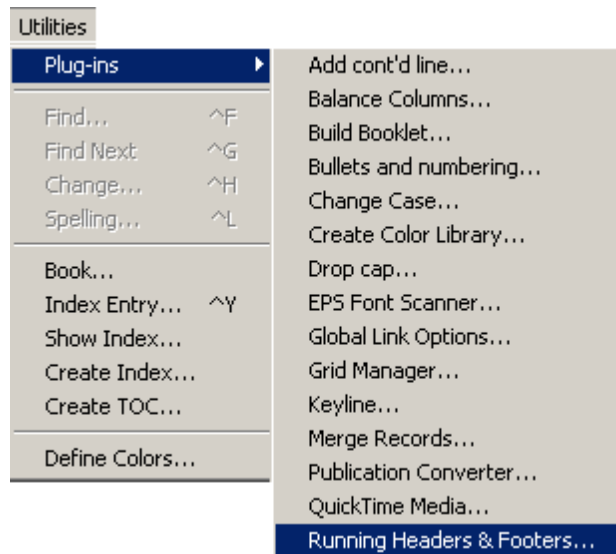 Utilities
Plug-ins
Find... ^F
Find Next ^G
Change... ^H
Spelling... ^L
Book...
Index Entry... ^Y
Show Index...
Create Index...
Create TOC...
Define Colors...
Add cont'd line...
Balance Columns...
Build Booklet...
Bullets and numbering...
Change Case...
Create Color Library...
Drop cap...
EPS Font Scanner...
Global Link Options...
Grid Manager...
Keyline...
Merge Records...
Publication Converter...
QuickTime Media...
Running Headers & Footers...